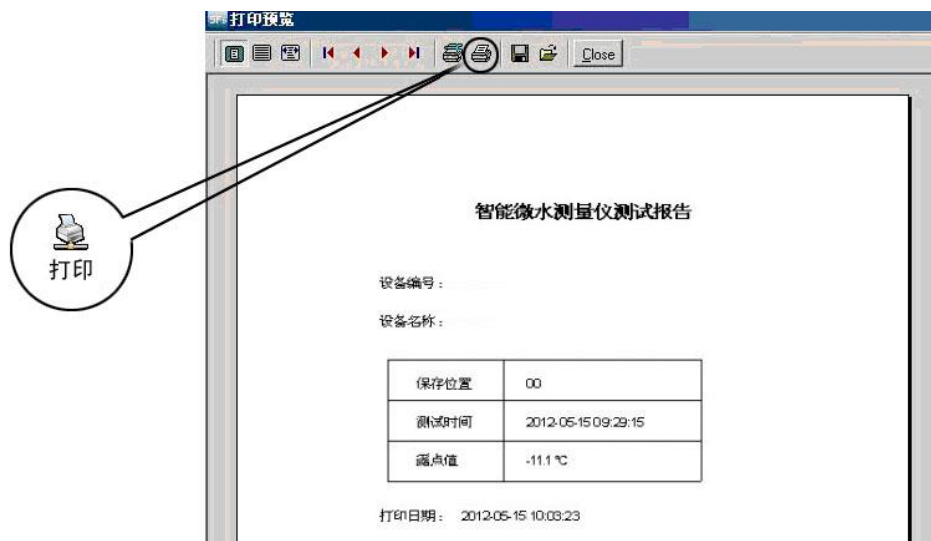 打印预览
Close
打印
智能微水测量仪测试报告
设备编号：
设备名称：
保存位置 00
测试时间 2012-05-15 09:29:15
露点值 -11.1 ℃
打印日期： 2012-05-15 10:03:23